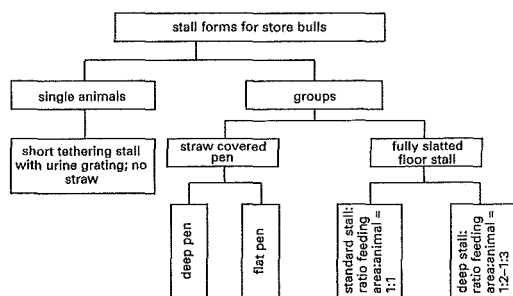 stall forms for store bulls
single animals
groups
short tethering stall
with urine grating; no
straw
straw covered
pen
fully slatted
floor stall
deep pen
flat pen
standard stall:
ratio feeding
area:animal =
1:1
deep stall:
ratio feeding
area:animal =
1:2–1:3